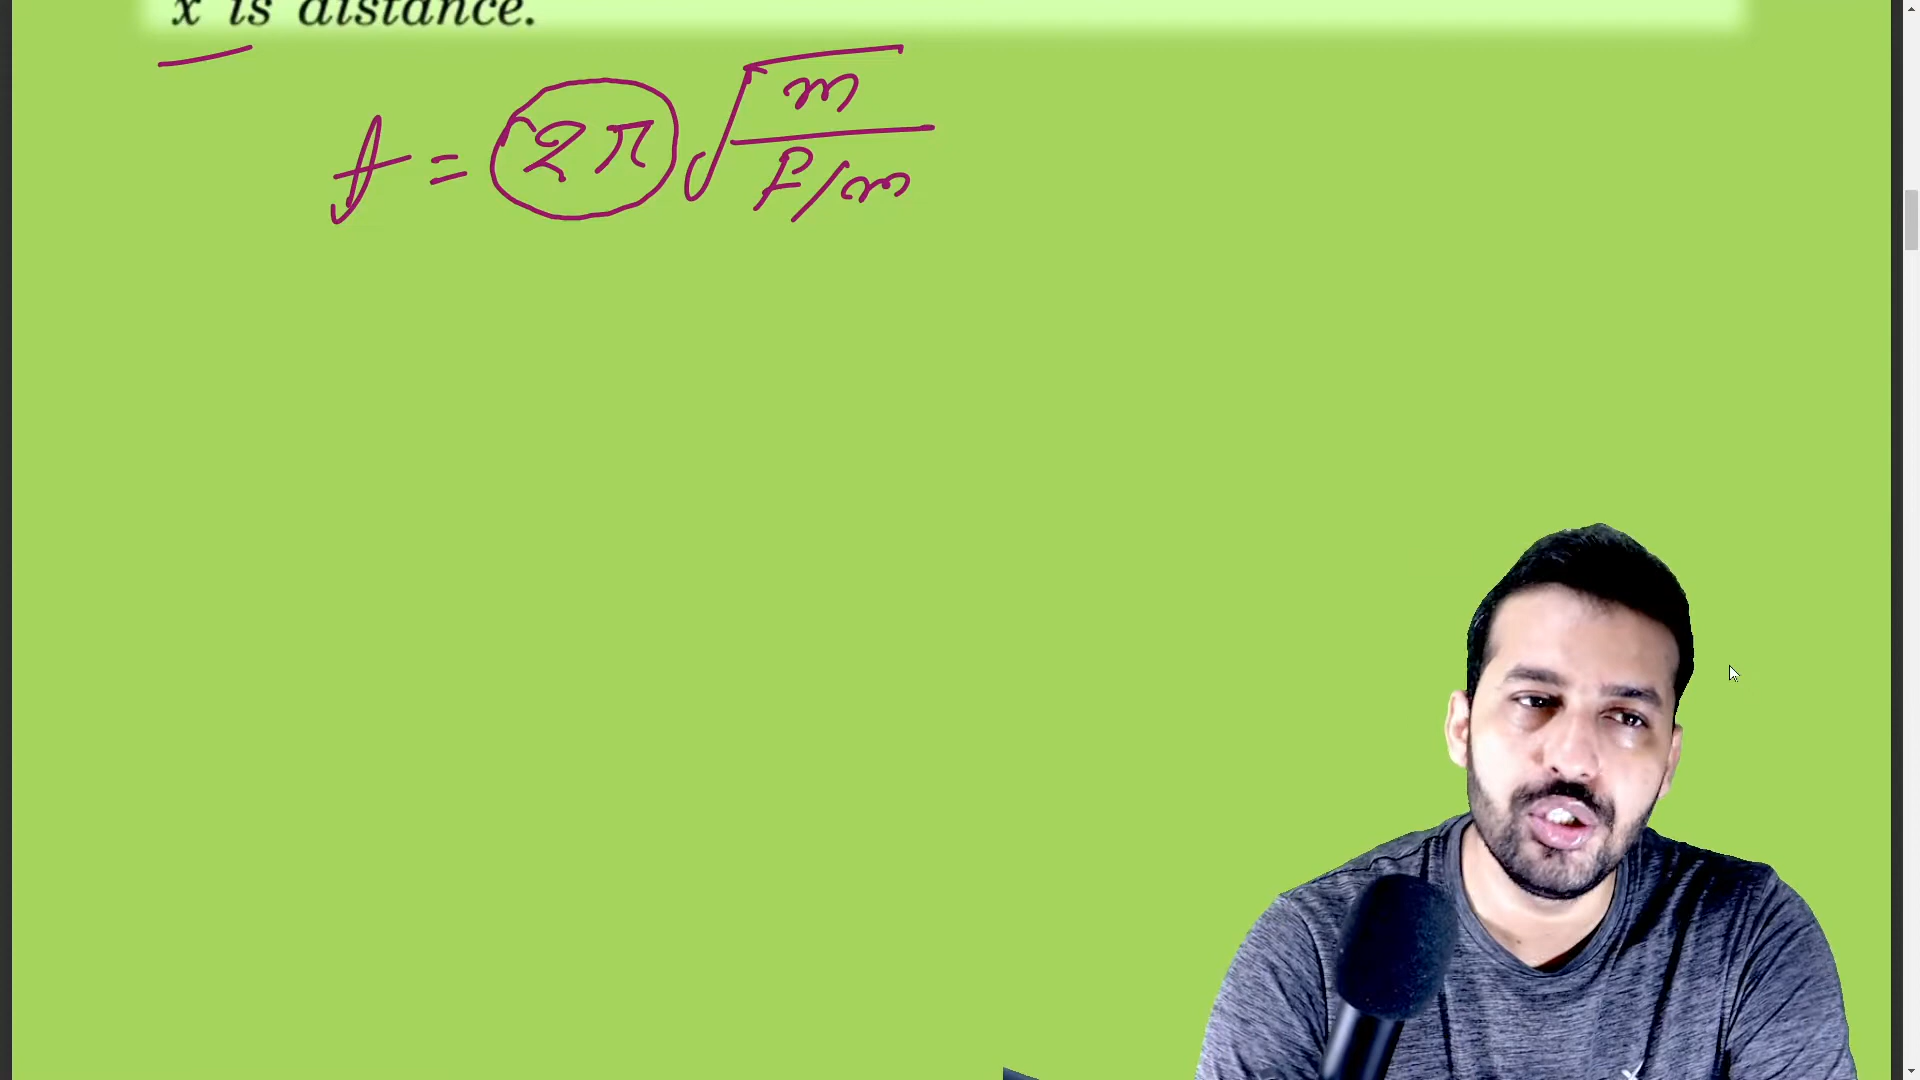 x is distance.
t = 2π √ m
F/m